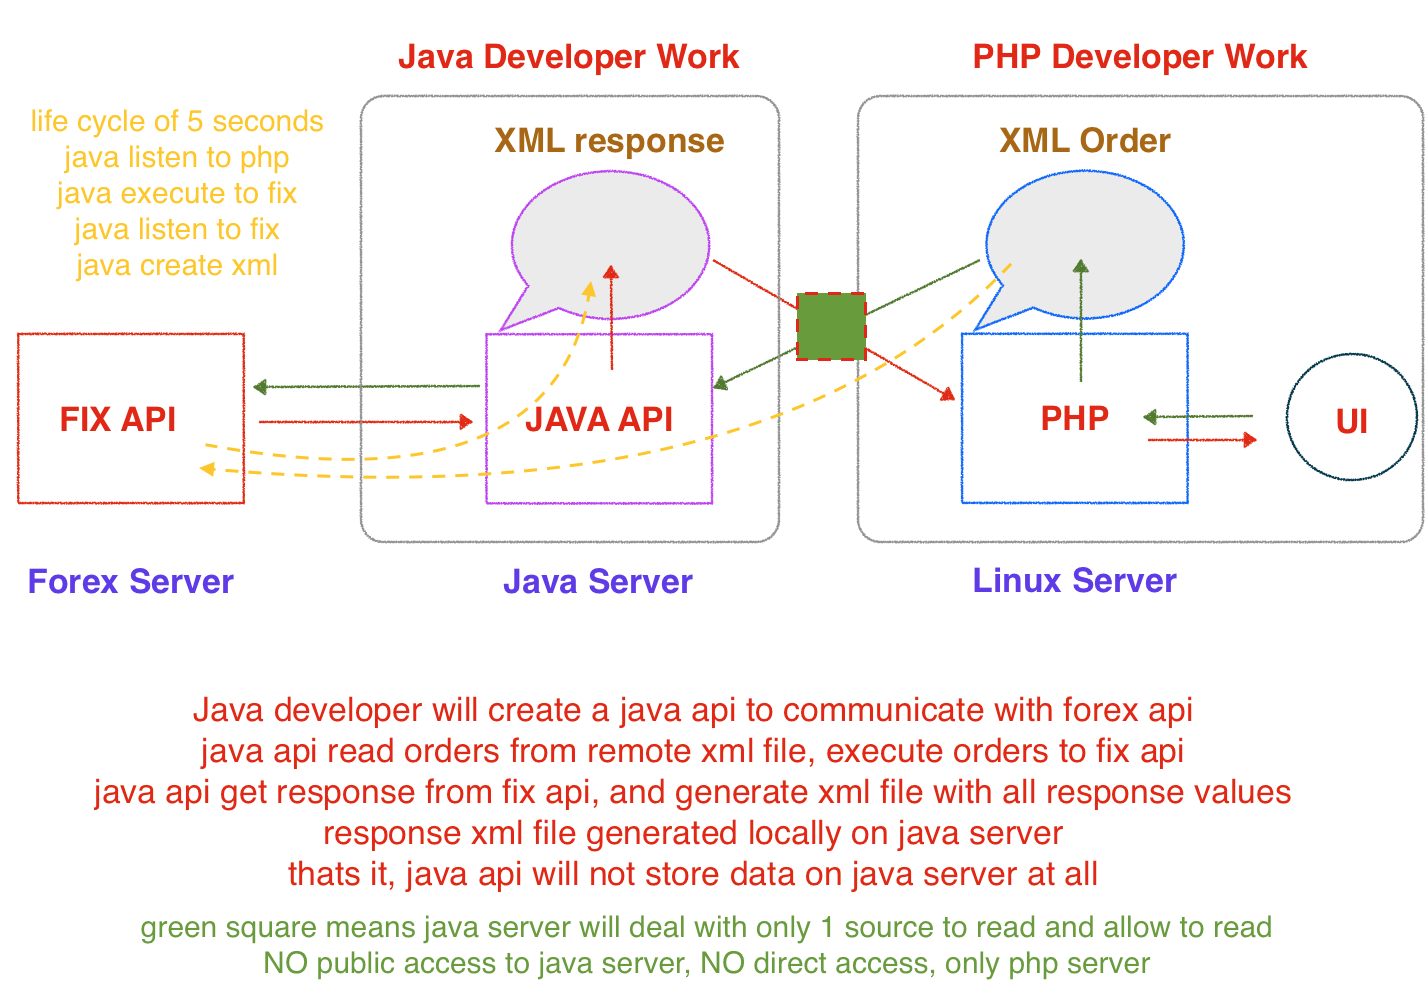 Java Developer Work
PHP Developer Work
life cycle of 5 seconds
java listen to php
java execute to fix
java listen to fix
java create xml
XML response
XML Order
FIX API
JAVA API
PHP
UI
Forex Server
Java Server
Linux Server
Java developer will create a java api to communicate with forex api
java api read orders from remote xml file, execute orders to fix api
java api get response from fix api, and generate xml file with all response values
response xml file generated locally on java server
thats it, java api will not store data on java server at all
green square means java server will deal with only 1 source to read and allow to read
NO public access to java server, NO direct access, only php server